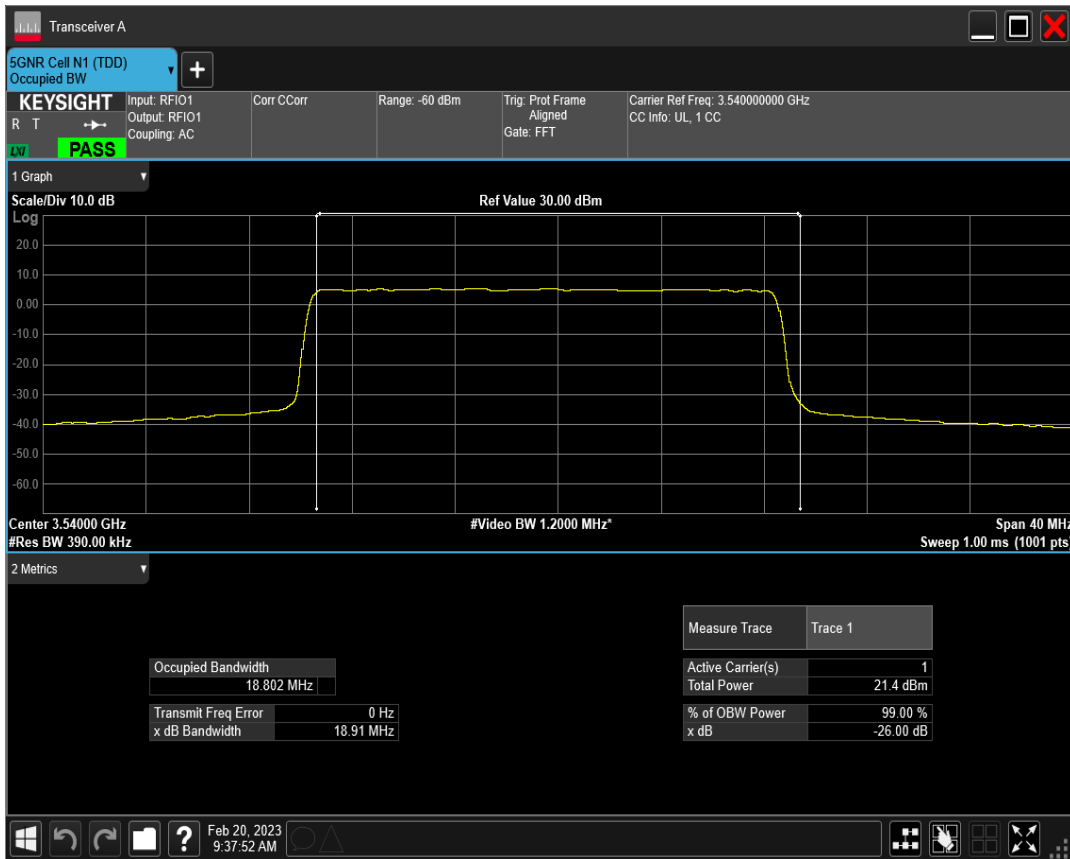 Transceiver A
5GNR Cell N1 (TDD)
Occupied BW
KEYSIGHT
R T
LXI
PASS
Input: RFIO1
Output: RFIO1
Coupling: AC
Corr CCorr
Range: -60 dBm
Trig: Prot Frame
Aligned
Gate: FFT
Carrier Ref Freq: 3.540000000 GHz
CC Info: UL, 1 CC
1 Graph
Scale/Div 10.0 dB
Ref Value 30.00 dBm
Log
20.0
10.0
0.00
-10.0
-20.0
-30.0
-40.0
-50.0
-60.0
Center 3.54000 GHz
#Video BW 1.2000 MHz*
Span 40 MHz
#Res BW 390.00 kHz
Sweep 1.00 ms (1001 pts)
2 Metrics
Measure Trace Trace 1
Occupied Bandwidth
18.802 MHz
Active Carrier(s) 1
Total Power 21.4 dBm
Transmit Freq Error 0 Hz
x dB Bandwidth 18.91 MHz
% of OBW Power 99.00 %
x dB -26.00 dB
?
Feb 20, 2023
9:37:52 AM